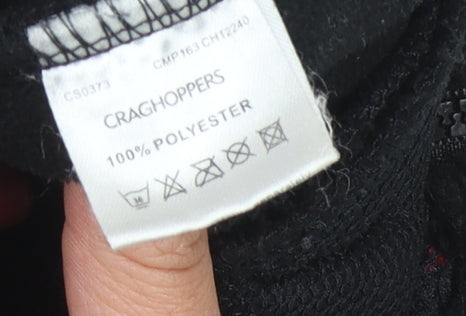 CS0373 CMP163 CH12240
CRAGHOPPERS
100% POLYESTER